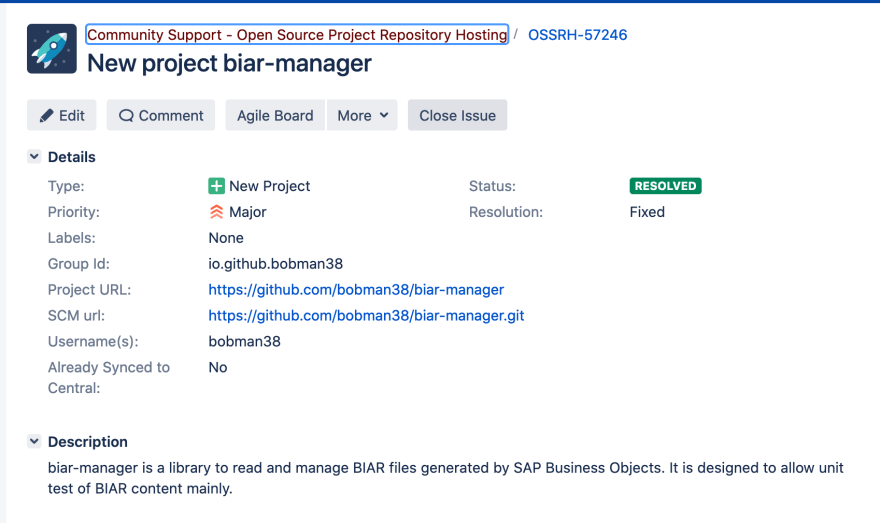 Community Support - Open Source Project Repository Hosting / OSSRH-57246
New project biar-manager
Edit Comment Agile Board More Close Issue
Details
Type: New Project Status: RESOLVED
Priority: Major Resolution: Fixed
Labels: None
Group Id: io.github.bobman38
Project URL: https://github.com/bobman38/biar-manager
SCM url: https://github.com/bobman38/biar-manager.git
Username(s): bobman38
Already Synced to No
Central:
Description
biar-manager is a library to read and manage BIAR files generated by SAP Business Objects. It is designed to allow unit
test of BIAR content mainly.